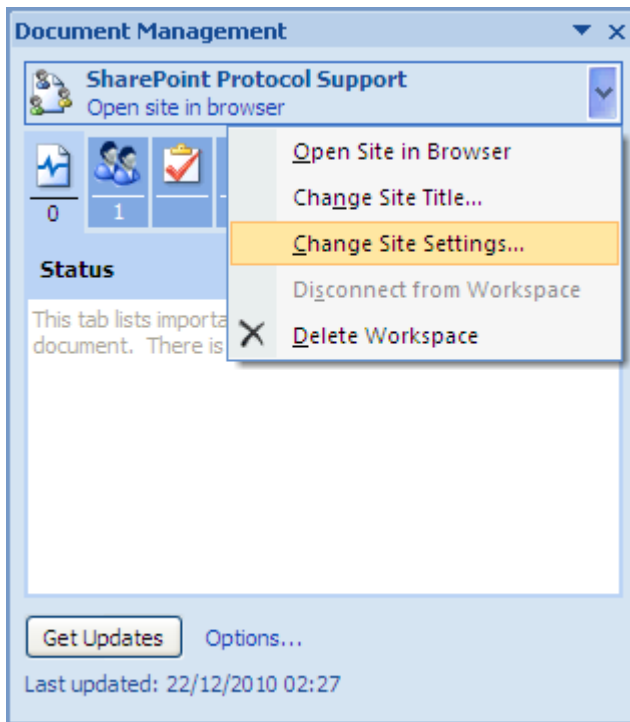 Document Management
SharePoint Protocol Support
Open site in browser
Open Site in Browser
Change Site Title...
Change Site Settings...
Disconnect from Workspace
Delete Workspace
0
1
Status
This tab lists importa
document. There is
Get Updates
Options...
Last updated: 22/12/2010 02:27